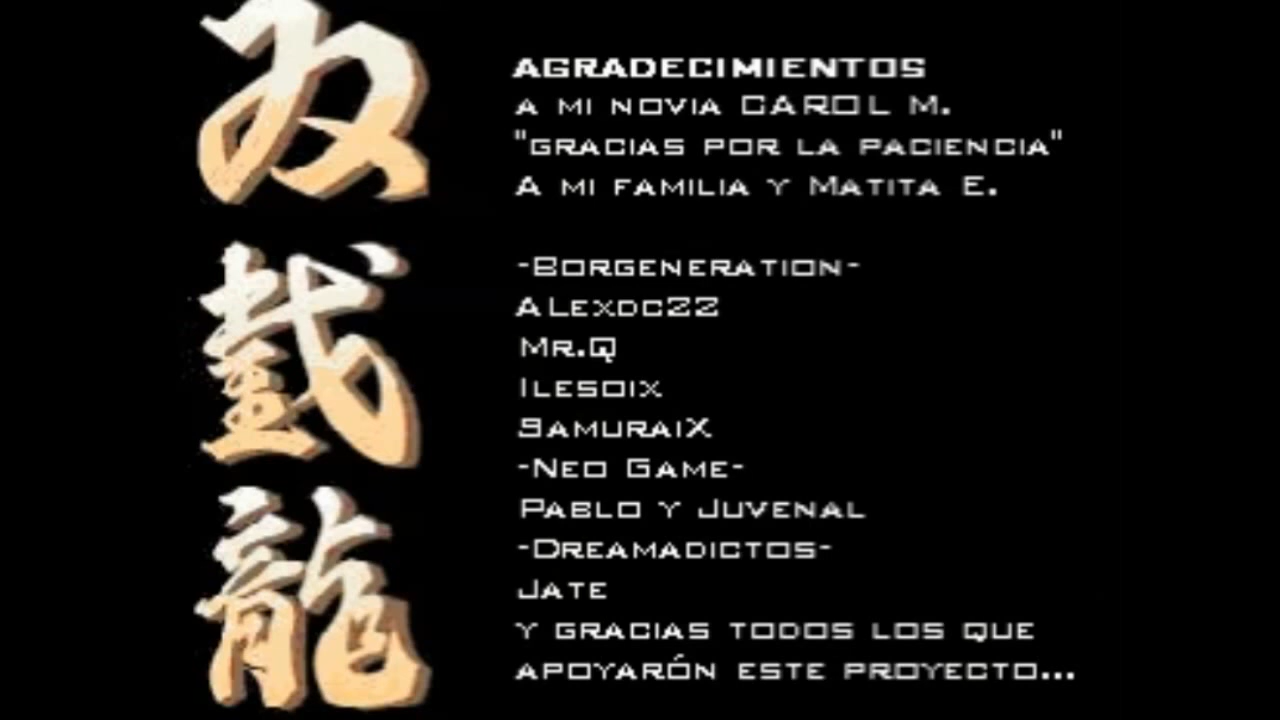 双截龍
AGRADECIMIENTOS
a mi novia CAROL M.
"gracias por la paciencia"
A mi familia y Matita E.
-Borgeneration-
ALexdc22
Mr.Q
Ilesoix
SamuraiX
-Neo Game-
Pablo y Juvenal
-Dreamadictos-
Jate
Y gracias todos los que
apoyarón este proyecto...